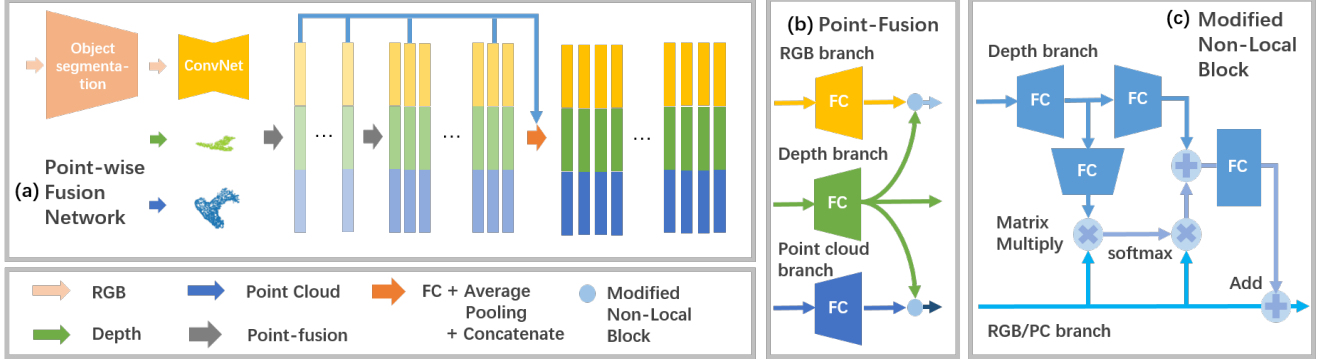 Object
segmenta-
tion
ConvNet
...
...
...
...
(a) Point-wise
Fusion
Network
RGB
Point Cloud
FC + Average
Pooling
+ Concatenate
Modified
Non-Local
Block
Depth
Point-fusion
(b) Point-Fusion
RGB branch
FC
Depth branch
FC
Point cloud
branch
FC
(c) Modified
Non-Local
Block
Depth branch
FC
FC
FC
FC
Matrix
Multiply
softmax
Add
RGB/PC branch